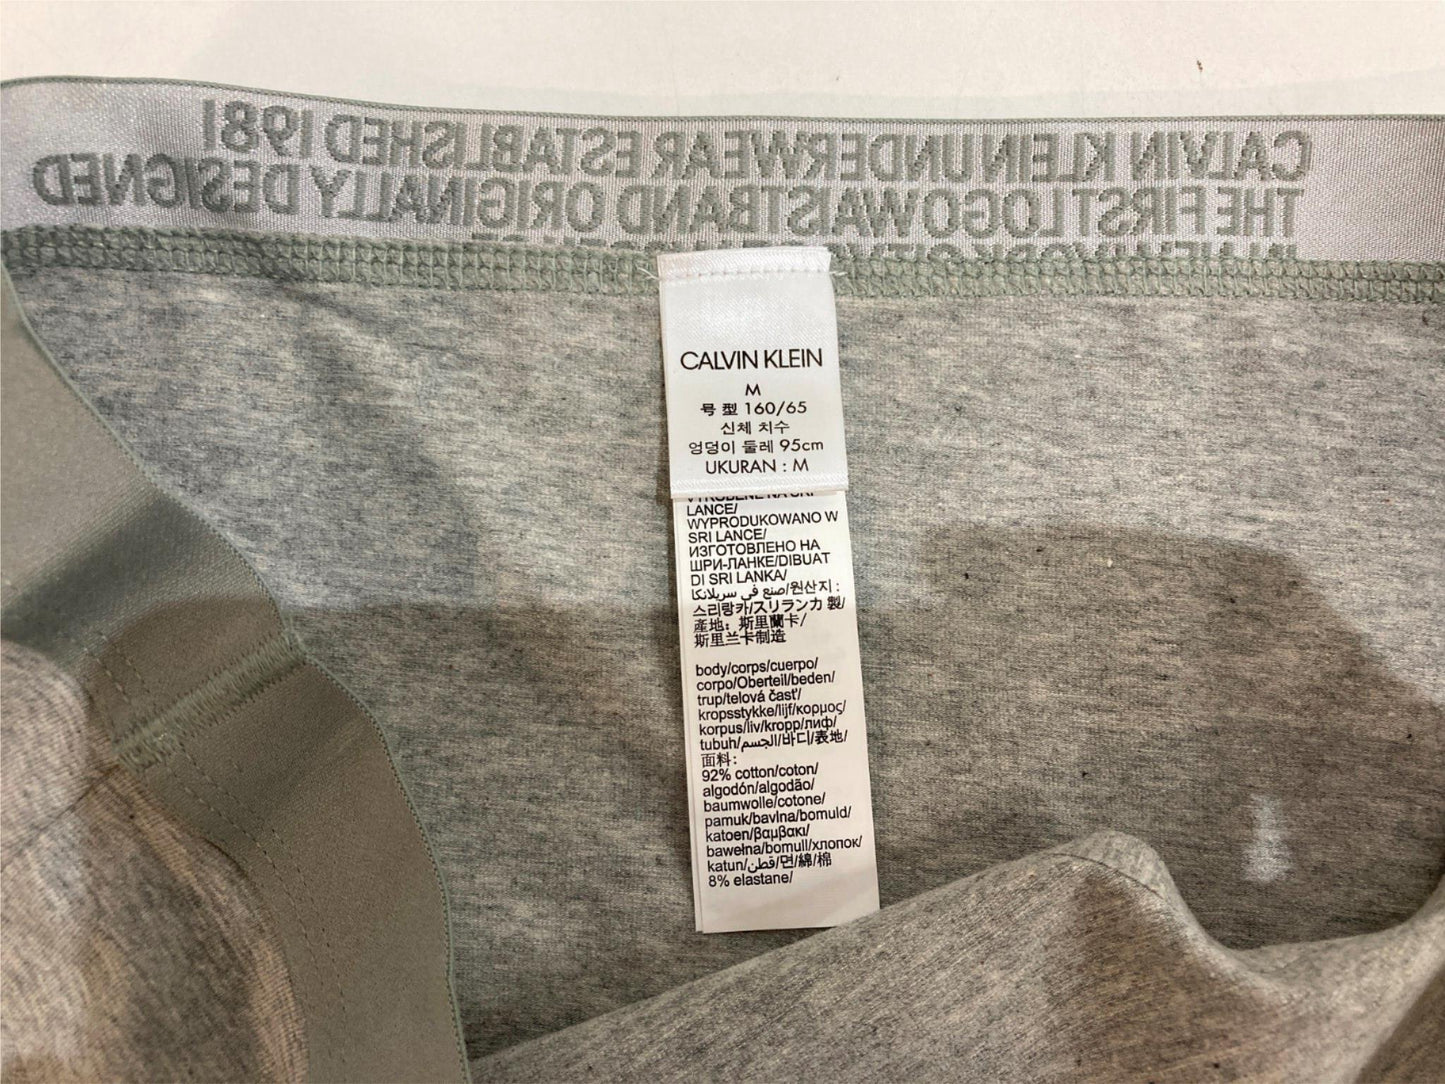 CALVIN KLEIN UNDERWEAR ESTABLISHED 1981
THE FIRST LOGO WAISTBAND ORIGINALLY DESIGNED
CALVIN KLEIN
M
号型 160/65
신체 치수
엉덩이 둘레 95cm
UKURAN : M
LANCE/
WYPRODUKOWANO W
SRI LANCE/
ИЗГОТОВЛЕНО НА
ШРИ-ЛАНКЕ/DIBUAT
DI SRI LANKA/
صنع في سريلانكا/원산지 :
스리랑카/スリランカ 製/
產地：斯里蘭卡/
斯里兰卡制造
body/corps/cuerpo/
corpo/Oberteil/beden/
trup/telová časť/
kropsstykke/lijf/κορμος/
korpus/liv/kropp/лиф/
tubuh/الجسم/바디/表地/
面料：
92% cotton/coton/
algodón/algodão/
baumwolle/cotone/
pamuk/bavlna/bomuld/
katoen/βαμβακι/
bawełna/bomull/хлопок/
katun/قطن/면/綿/棉
8% elastane/